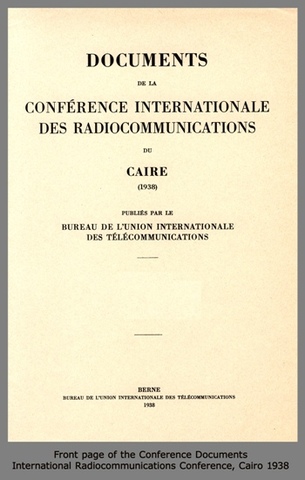 DOCUMENTS
DE LA
CONFÉRENCE INTERNATIONALE
DES RADIOCOMMUNICATIONS
DU
CAIRE
(1938)
PUBLIÉS PAR LE
BUREAU DE L'UNION INTERNATIONALE
DES TÉLÉCOMMUNICATIONS
BERNE
BUREAU DE L'UNION INTERNATIONALE DES TÉLÉCOMMUNICATIONS
1938
Front page of the Conference Documents
International Radiocommunications Conference, Cairo 1938